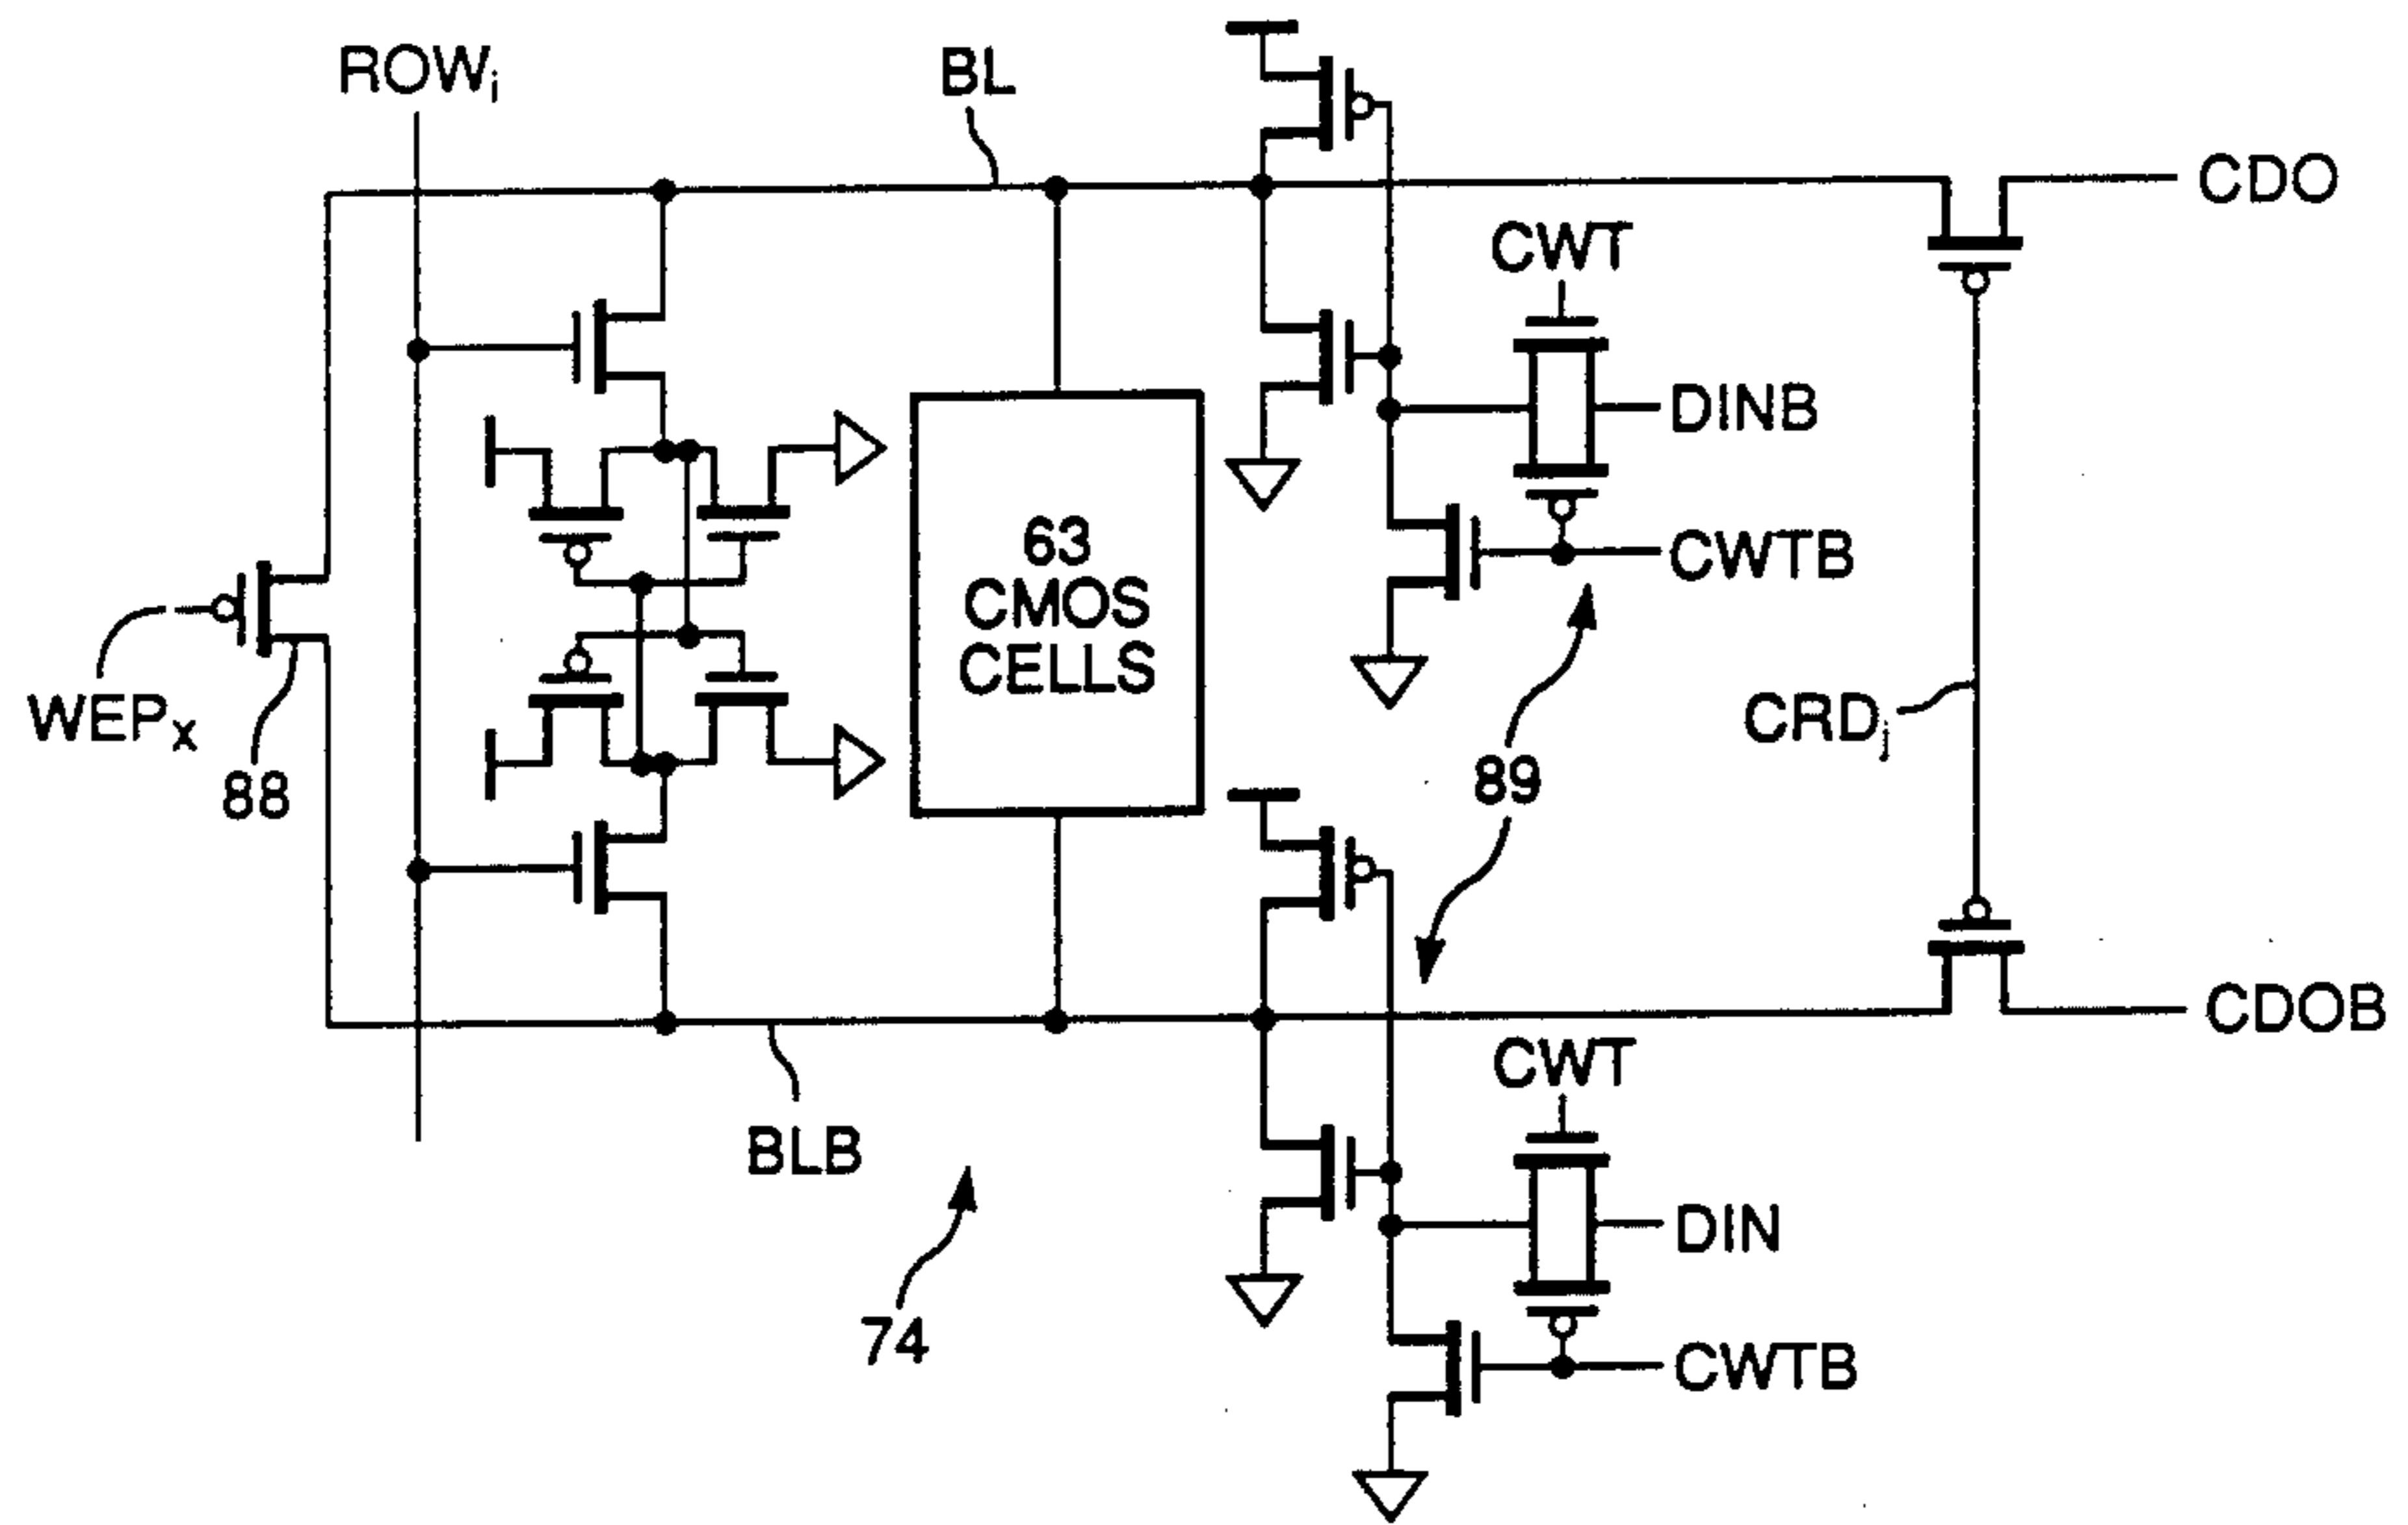 ROWi
BL
CDO
CWT
DINB
63
CMOS
CELLS
CWTB
WEPx
88
CRDj
89
CDOB
CWT
BLB
DIN
74
CWTB